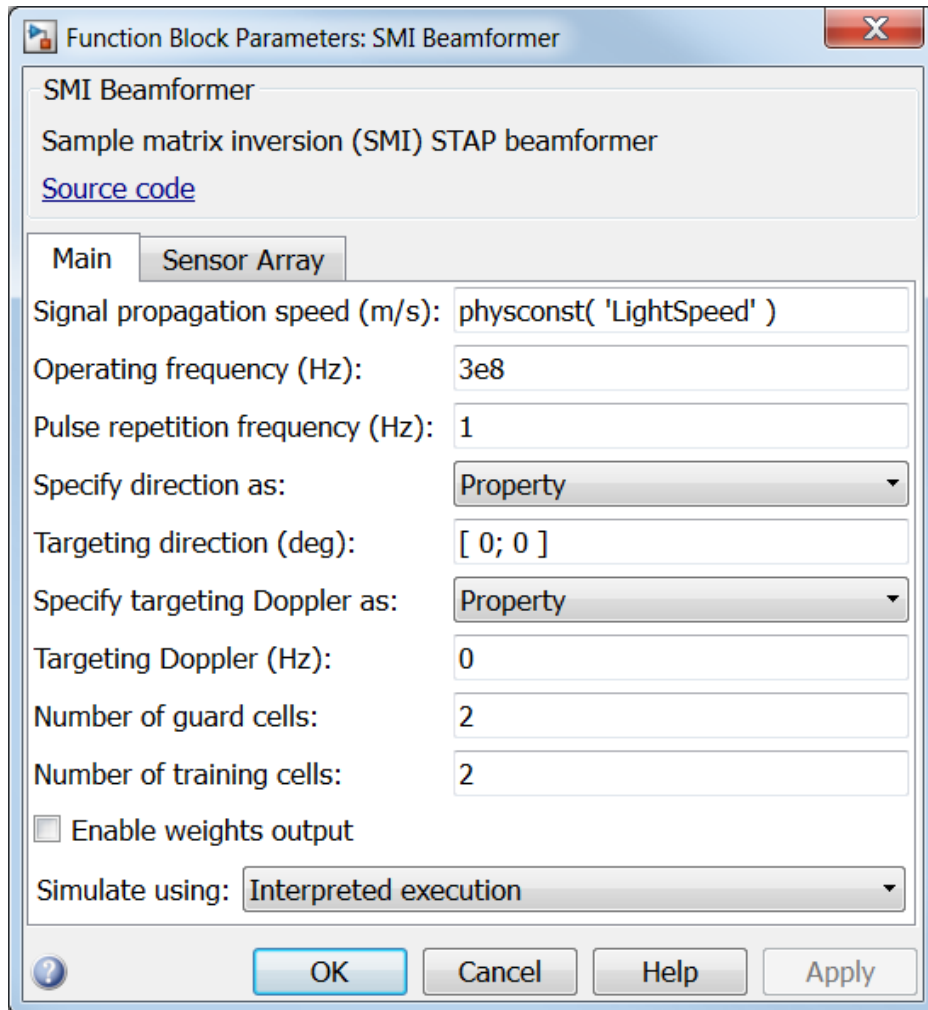 Function Block Parameters: SMI Beamformer
SMI Beamformer
Sample matrix inversion (SMI) STAP beamformer
Source code
Main Sensor Array
Signal propagation speed (m/s): physconst( 'LightSpeed' )
Operating frequency (Hz): 3e8
Pulse repetition frequency (Hz): 1
Specify direction as: Property
Targeting direction (deg): [ 0; 0 ]
Specify targeting Doppler as: Property
Targeting Doppler (Hz): 0
Number of guard cells: 2
Number of training cells: 2
Enable weights output
Simulate using: Interpreted execution
? OK Cancel Help Apply